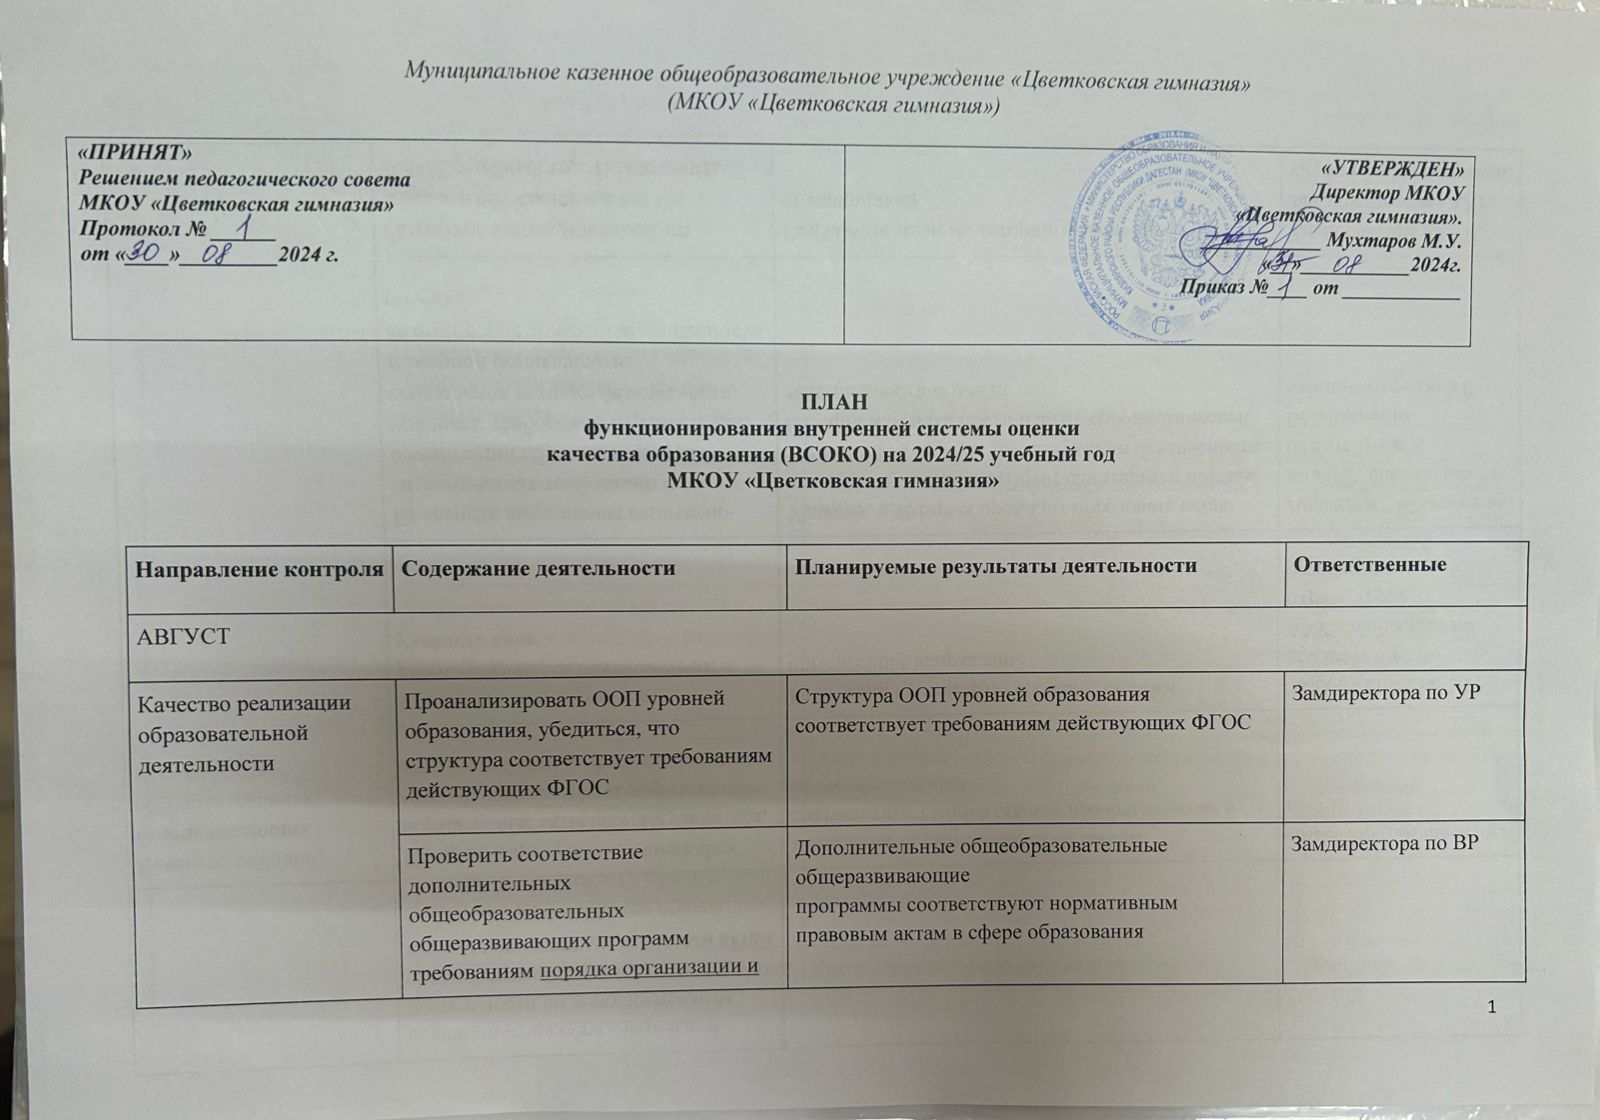 Муниципальное казенное общеобразовательное учреждение «Цветковская гимназия»
(МКОУ «Цветковская гимназия»)
«ПРИНЯТ»
Решением педагогического совета
МКОУ «Цветковская гимназия»
Протокол № 1
от «30» 08 2024 г.
«УТВЕРЖДЕН»
Директор МКОУ
«Цветковская гимназия».
Мухтаров М.У.
« » 08 2024г.
Приказ № 1 от
ПЛАН
функционирования внутренней системы оценки
качества образования (ВСОКО) на 2024/25 учебный год
МКОУ «Цветковская гимназия»
Направление контроля
Содержание деятельности
Планируемые результаты деятельности
Ответственные
АВГУСТ
Качество реализации
образовательной
деятельности
Проанализировать ООП уровней
образования, убедиться, что
структура соответствует требованиям
действующих ФГОС
Структура ООП уровней образования
соответствует требованиям действующих ФГОС
Замдиректора по УР
Проверить соответствие
дополнительных
общеобразовательных
общеразвивающих программ
требованиям порядка организации и
Дополнительные общеобразовательные
общеразвивающие
программы соответствуют нормативным
правовым актам в сфере образования
Замдиректора по ВР
1